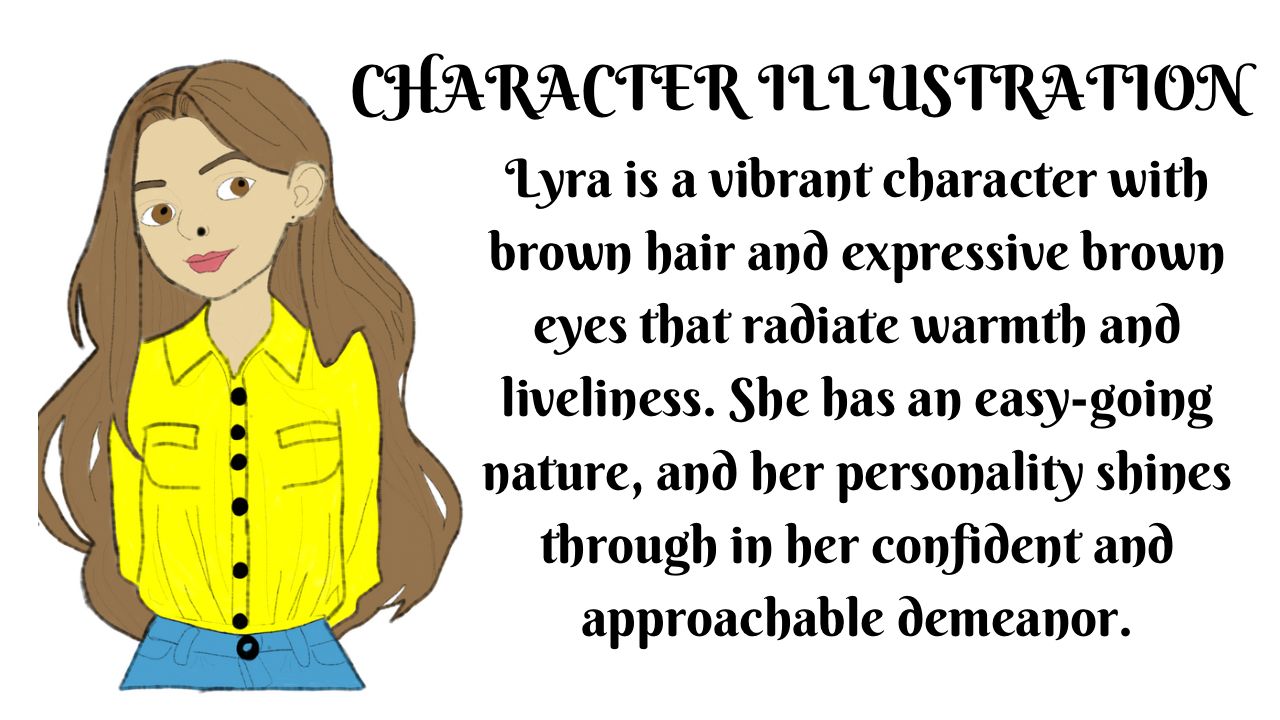 CHARACTER ILLUSTRATION
Lyra is a vibrant character with
brown hair and expressive brown
eyes that radiate warmth and
liveliness. She has an easy-going
nature, and her personality shines
through in her confident and
approachable demeanor.